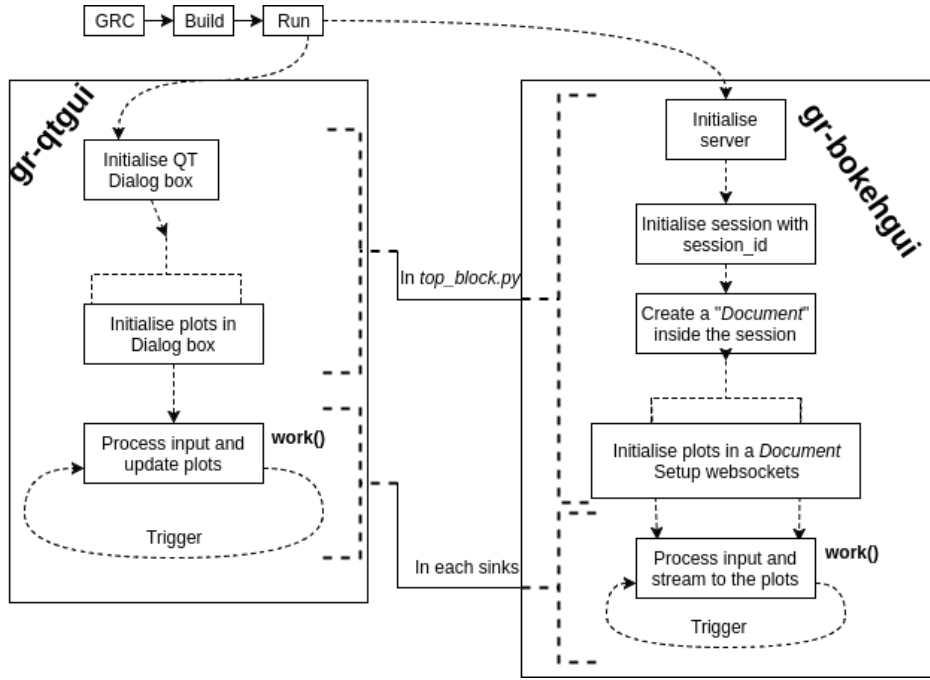 GRC
Build
Run
gr-qtgui
Initialise QT
Dialog box
Initialise plots in
Dialog box
Process input and
update plots
work()
Trigger
In top_block.py
In each sinks
gr-bokehgui
Initialise
server
Initialise session with
session_id
Create a "Document"
inside the session
Initialise plots in a Document
Setup websockets
Process input and
stream to the plots
work()
Trigger